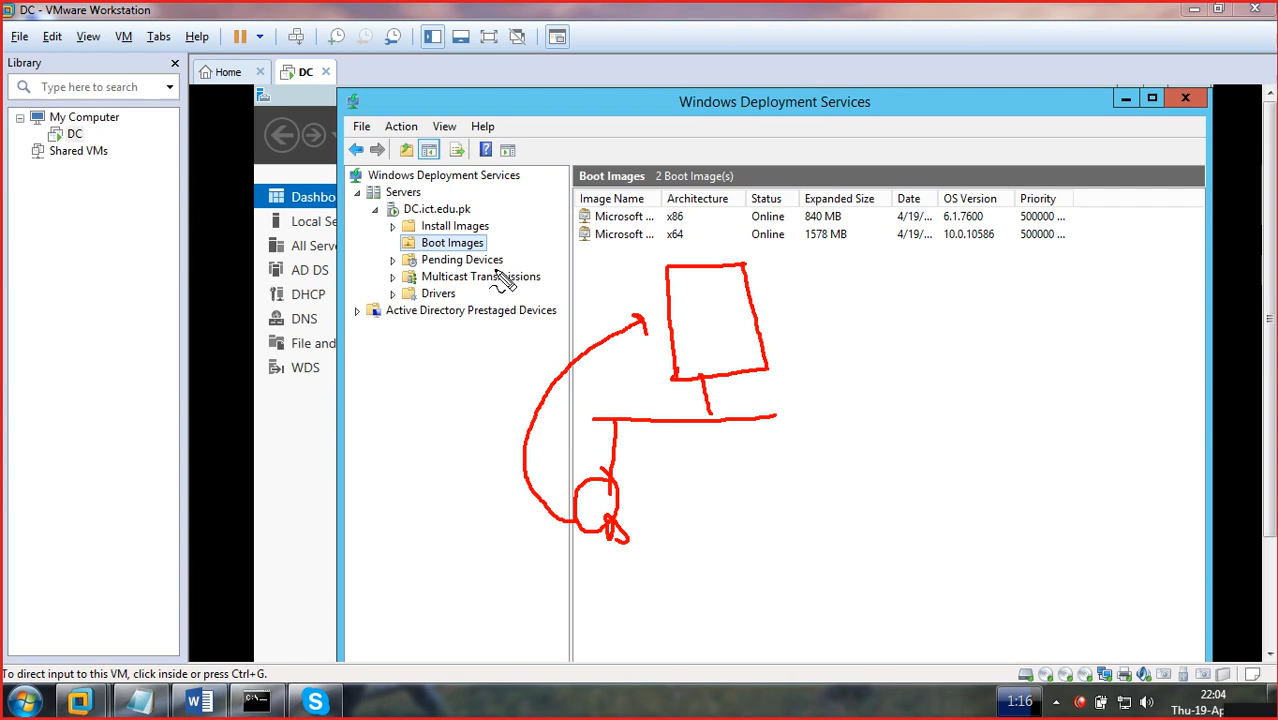 DC - VMware Workstation
File Edit View VM Tabs Help
Library
Type here to search
My Computer
DC
Shared VMs
Home
DC
Dashbo
Local Se
All Serve
AD DS
DHCP
DNS
File and
WDS
Windows Deployment Services
File Action View Help
Windows Deployment Services
Servers
DC.ict.edu.pk
Install Images
Boot Images
Pending Devices
Multicast Transmissions
Drivers
Active Directory Prestaged Devices
Boot Images 2 Boot Image(s)
Image Name Architecture Status Expanded Size Date OS Version Priority
Microsoft ... x86 Online 840 MB 4/19/... 6.1.7600 500000 ...
Microsoft ... x64 Online 1578 MB 4/19/... 10.0.10586 500000 ...
To direct input to this VM, click inside or press Ctrl+G.
1:16
22:04
Thu-19-Ap